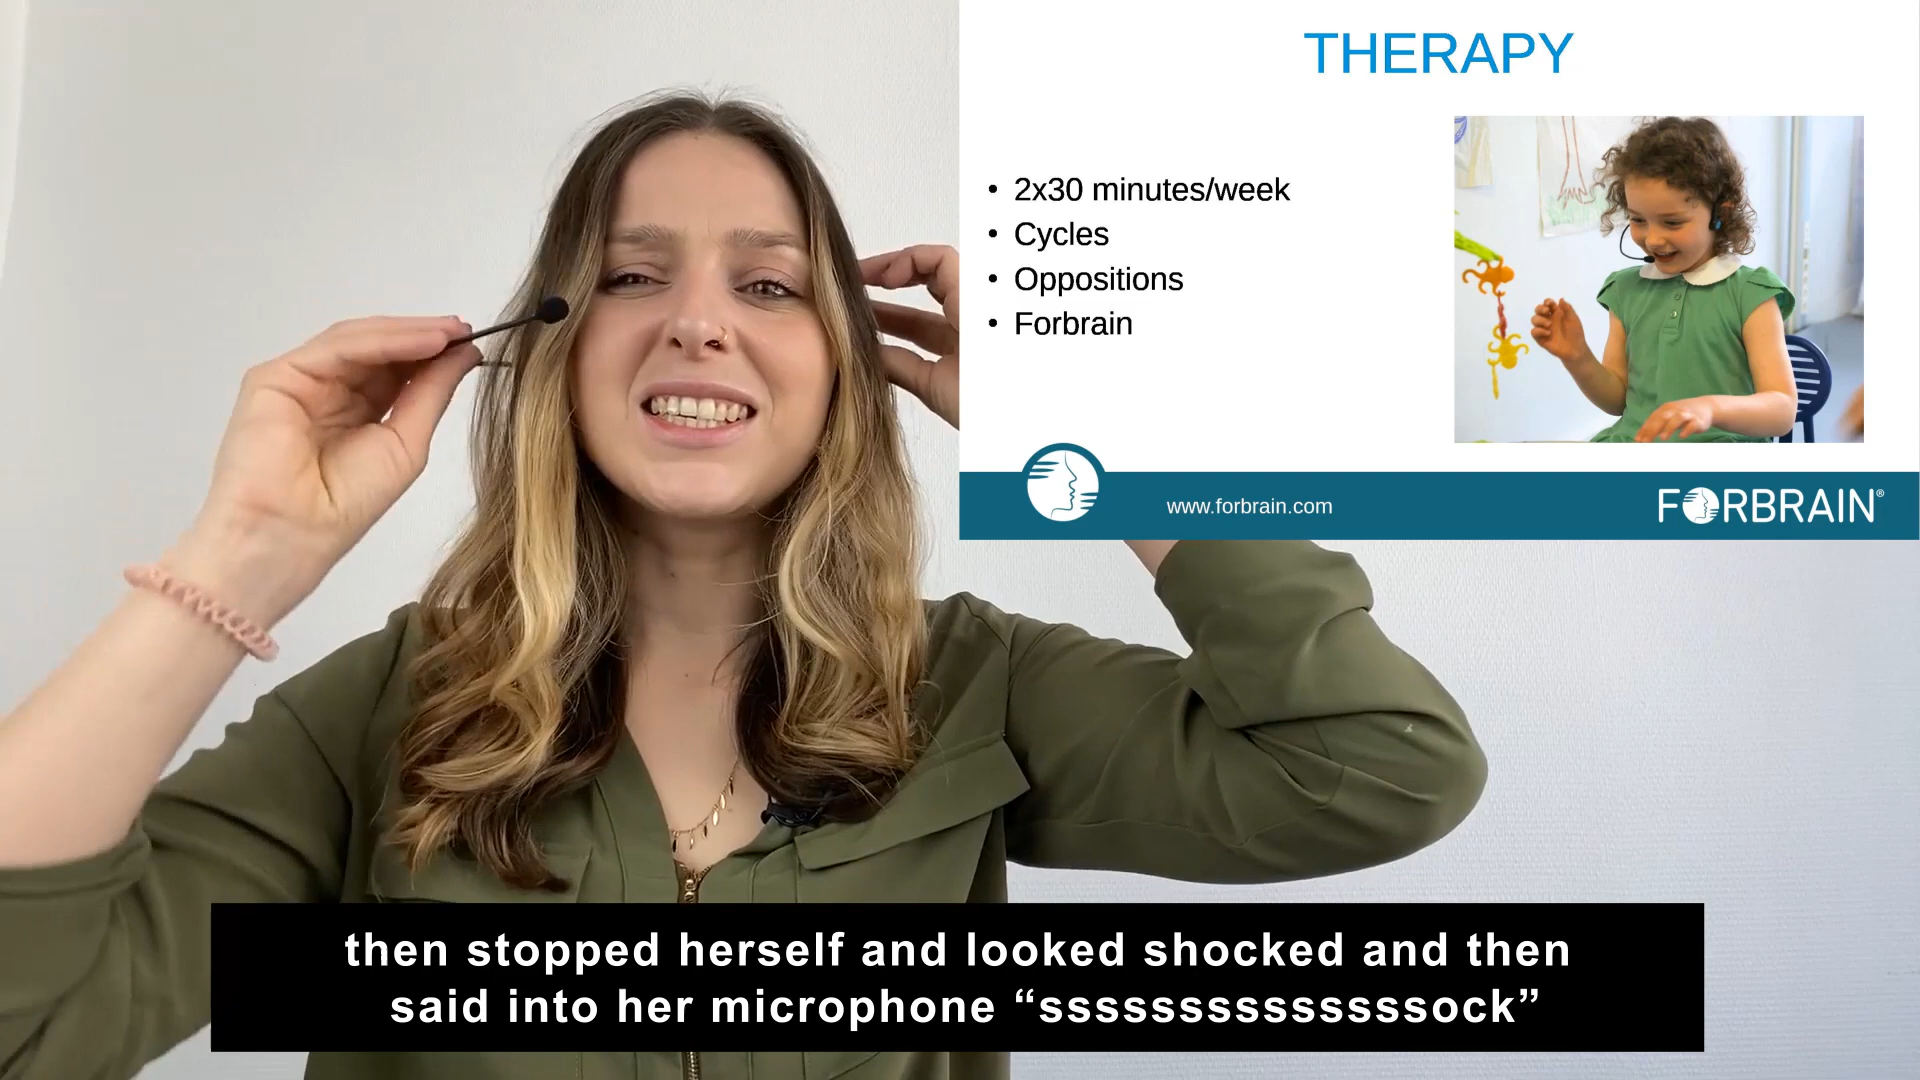 THERAPY
• 2x30 minutes/week
• Cycles
• Oppositions
• Forbrain
www.forbrain.com
FORBRAIN®
then stopped herself and looked shocked and then
said into her microphone “sssssssssssssssock”